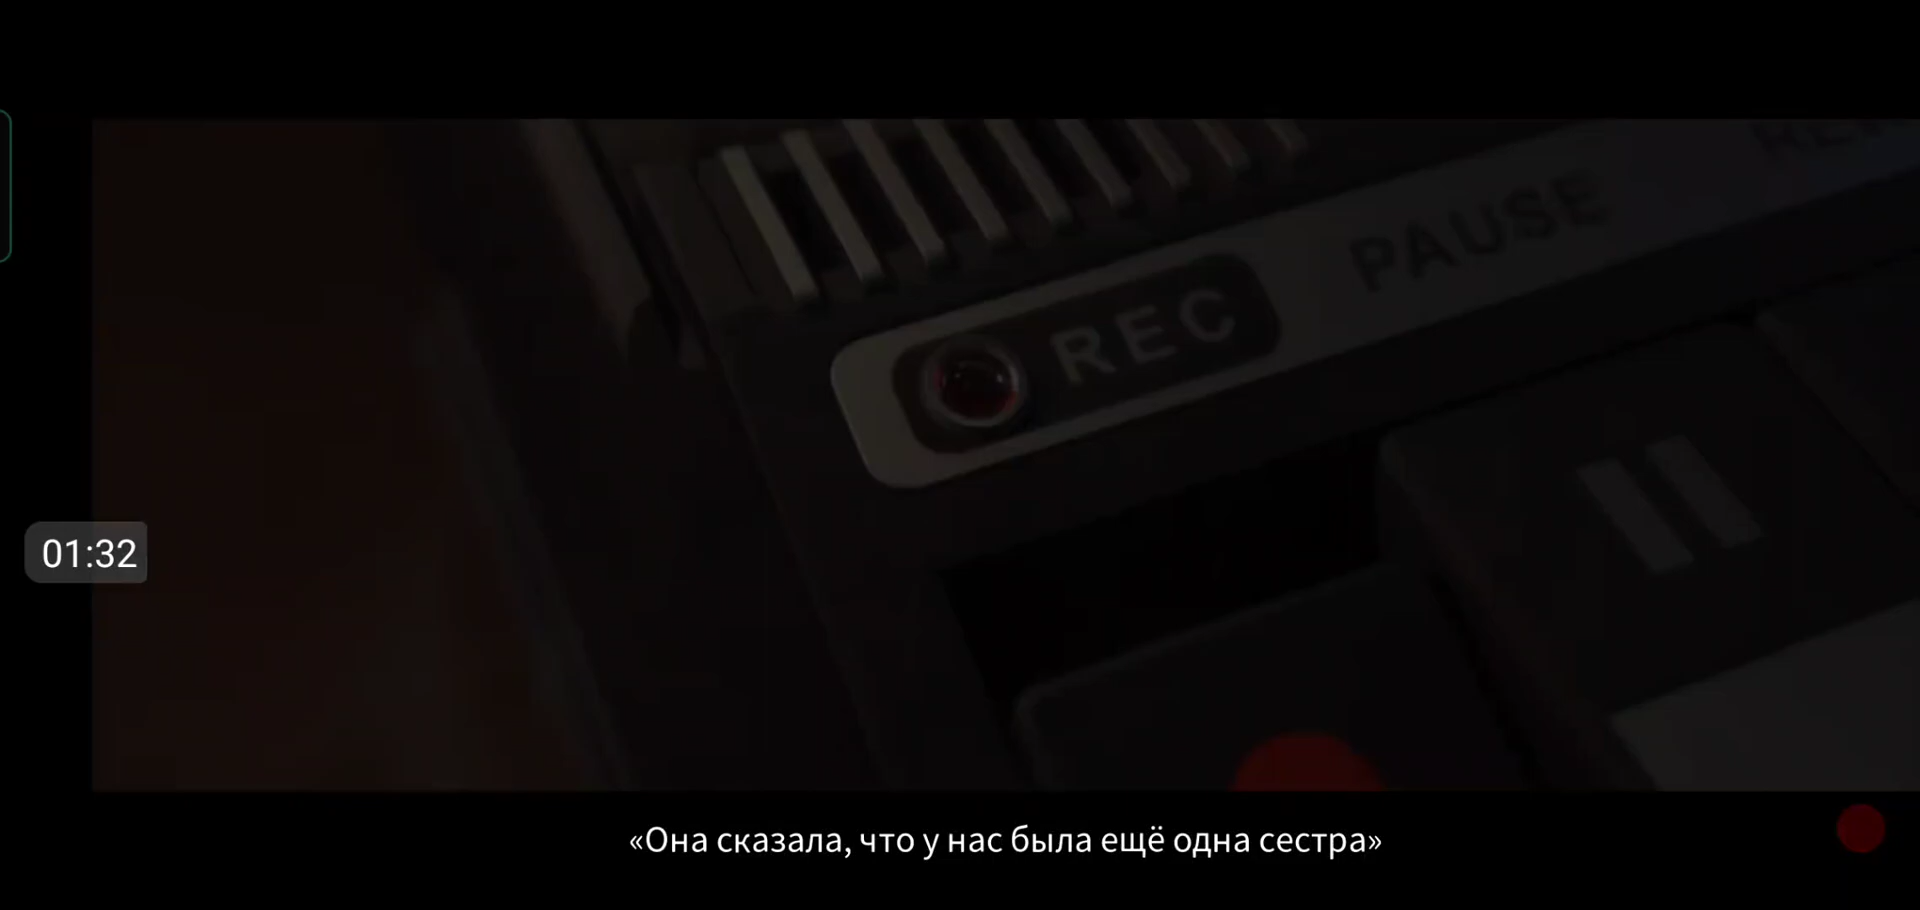 PAUSE
REC
01:32
«Она сказала, что у нас была ещё одна сестра»